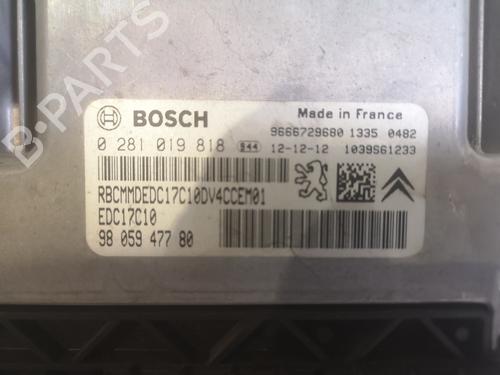 BOSCH
Made in France
9666729680 1335 0482
0 281 019 818 S44 12-12-12 1039S61233
RBCMMDEDC17C10DV4CCEM01
EDC17C10
98 059 477 80
B-PARTS